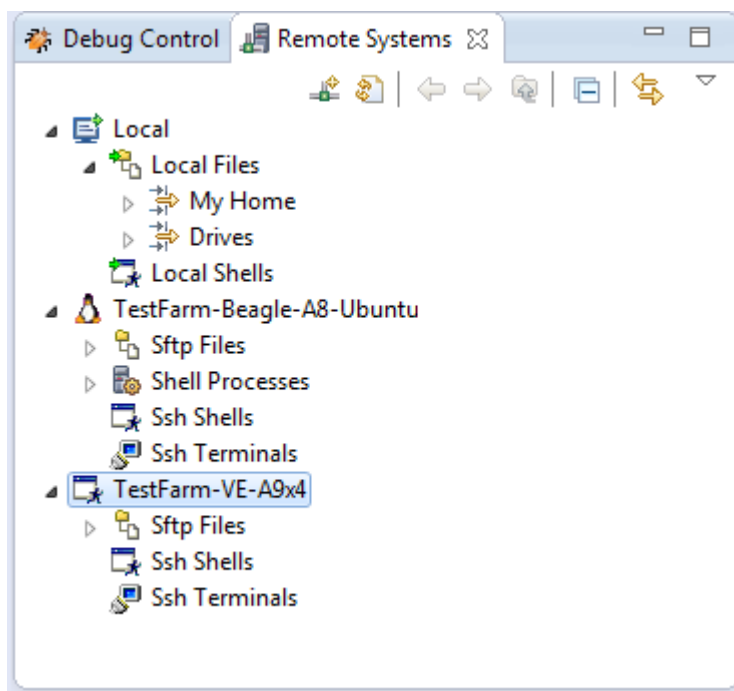 Debug Control Remote Systems
Local
Local Files
My Home
Drives
Local Shells
TestFarm-Beagle-A8-Ubuntu
Sftp Files
Shell Processes
Ssh Shells
Ssh Terminals
TestFarm-VE-A9x4
Sftp Files
Ssh Shells
Ssh Terminals